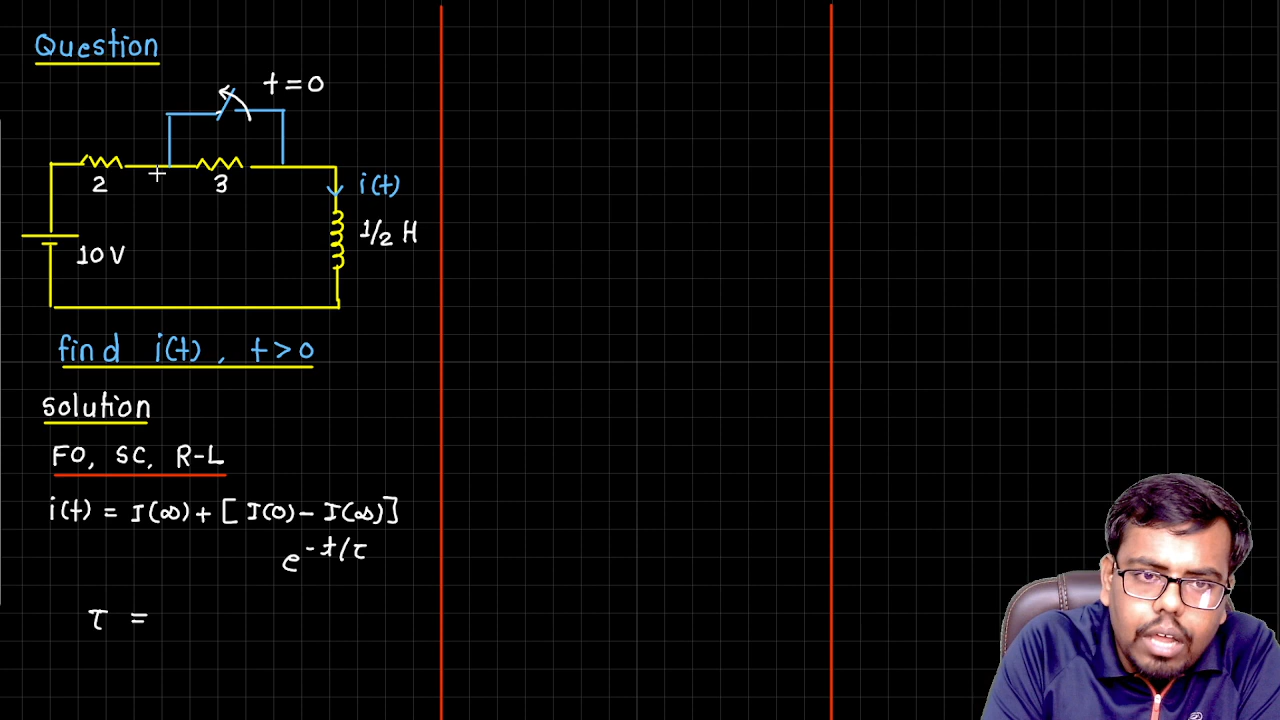 Question
t = 0
2
3
i(t)
1/2 H
10 V
find i(t), t > 0
solution
FO, SC, R-L
i(t) = I(∞) + [ I(0) - I(∞)]
e^-t/τ
τ =